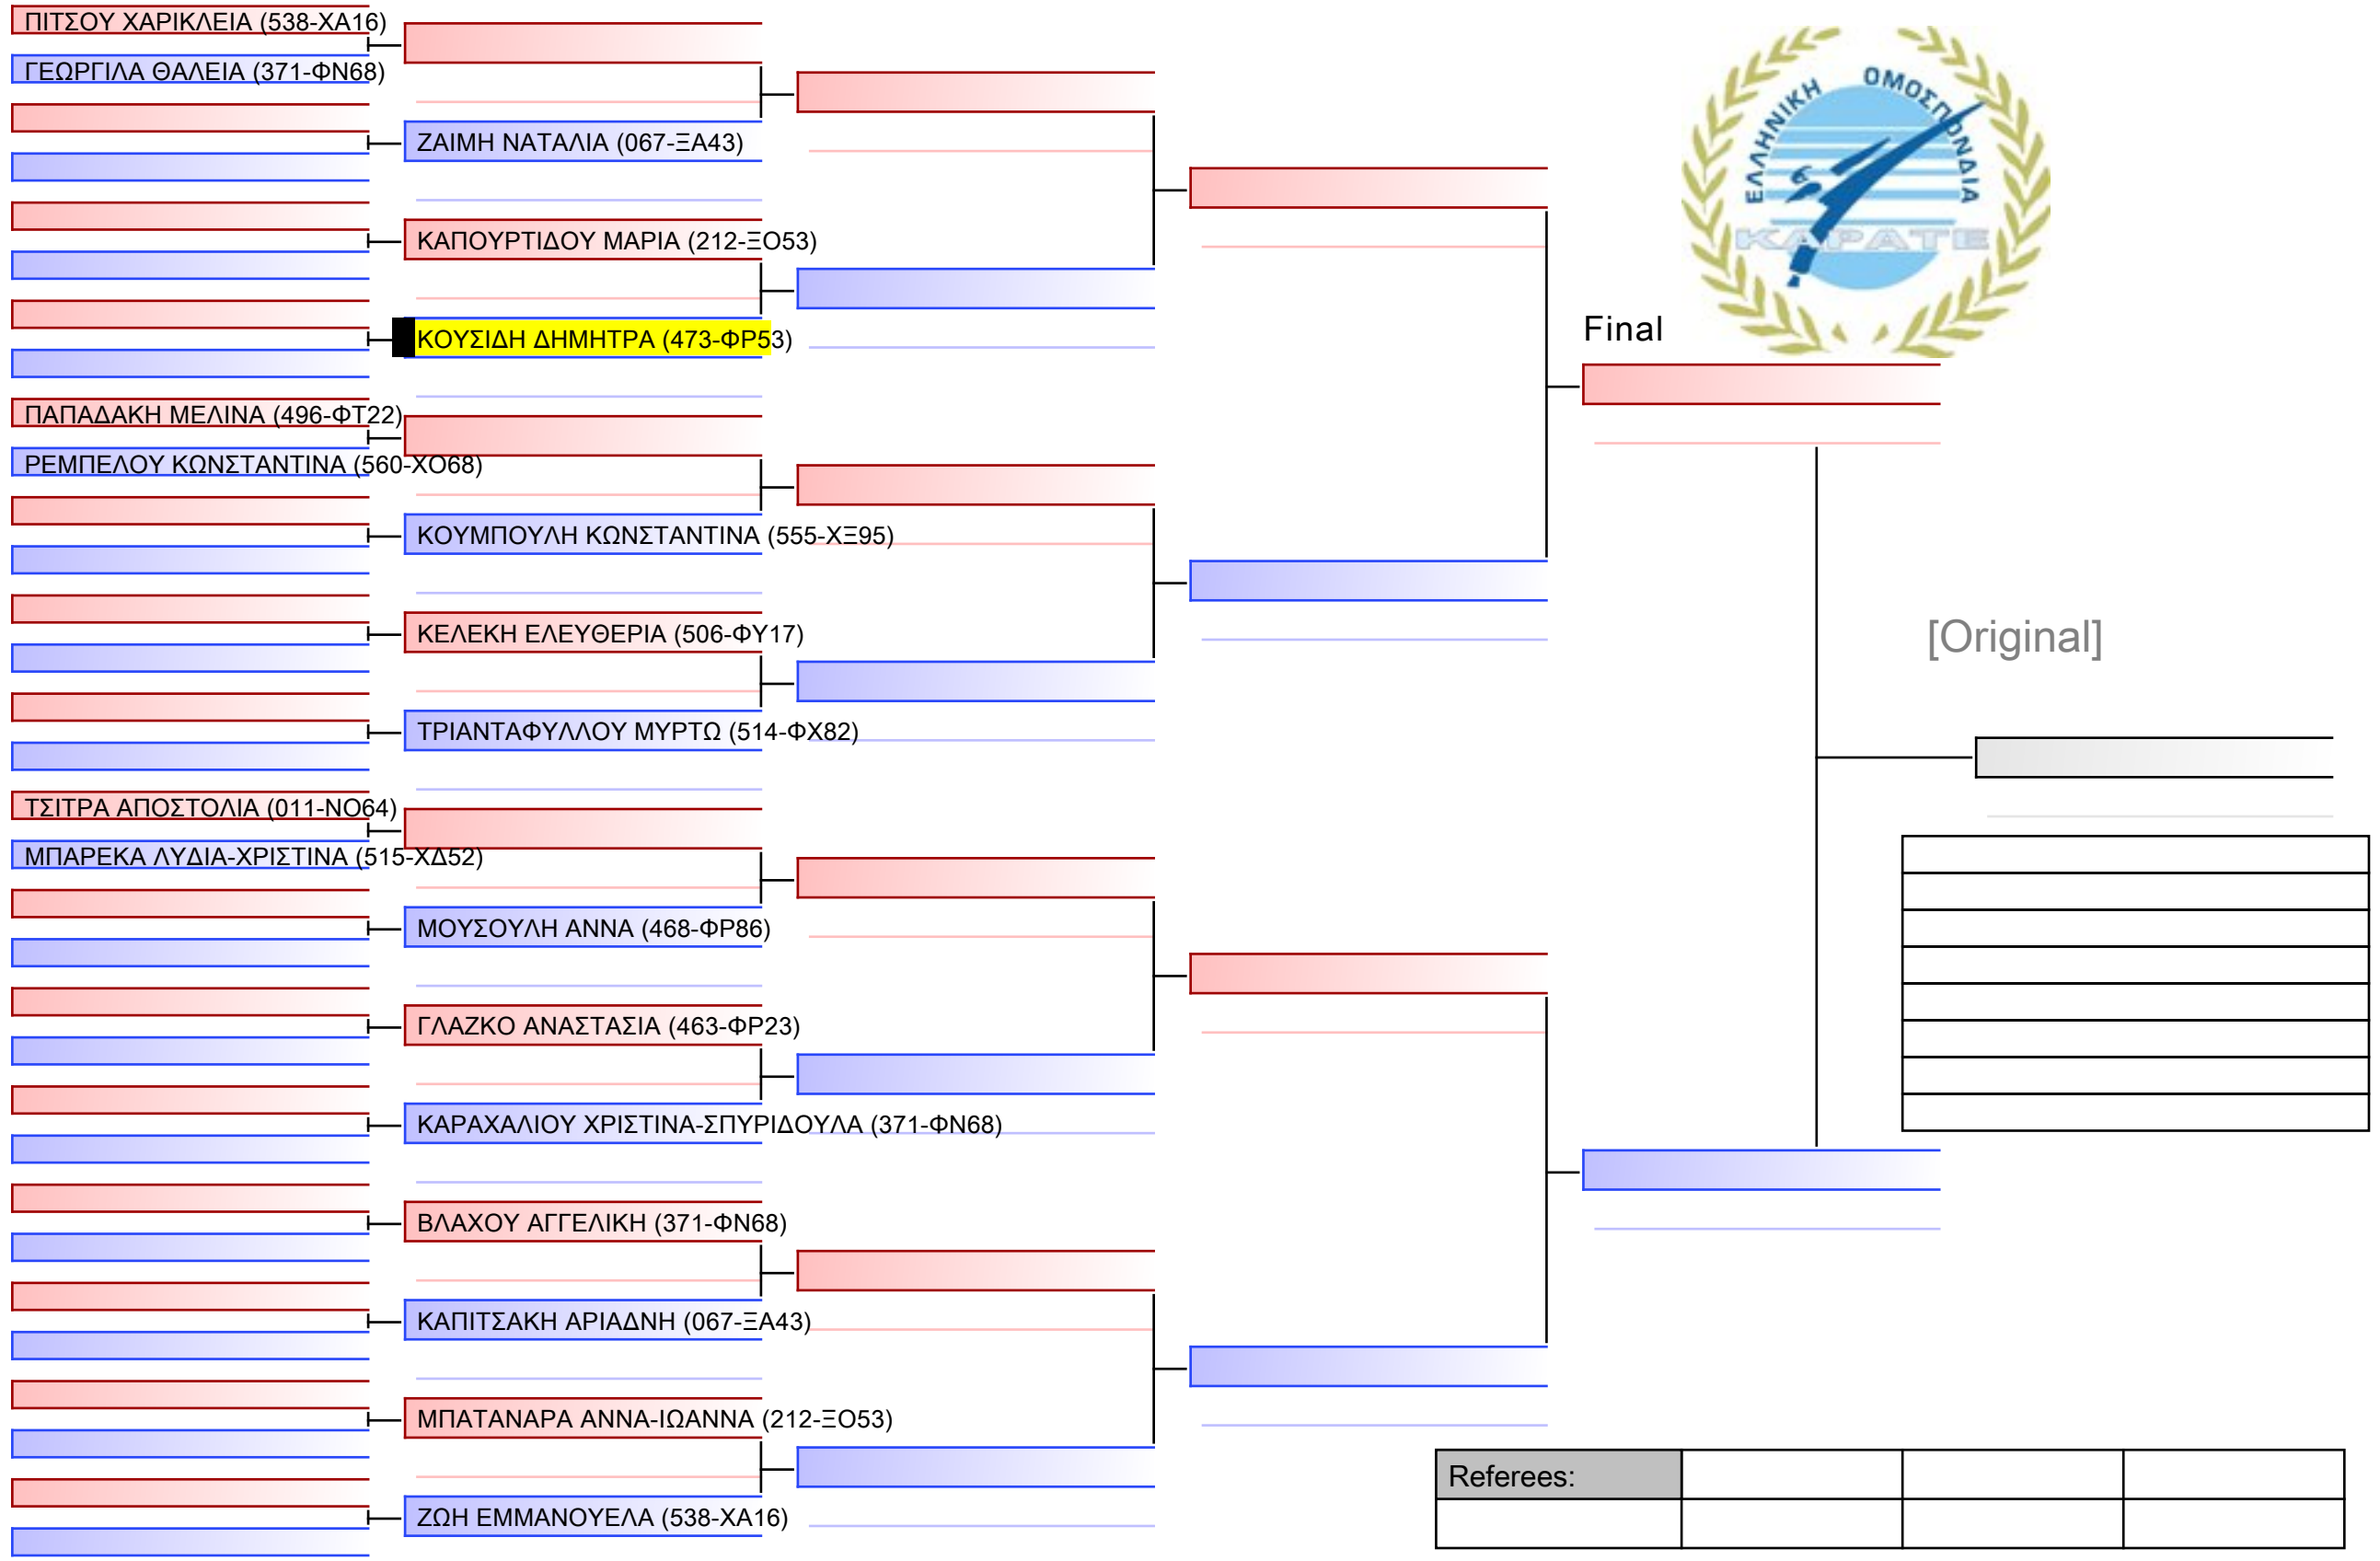 ΠΙΤΣΟΥ ΧΑΡΙΚΛΕΙΑ (538-ΧΑ16)
ΓΕΩΡΓΙΛΑ ΘΑΛΕΙΑ (371-ΦΝ68)
ΖΑΙΜΗ ΝΑΤΑΛΙΑ (067-ΞΑ43)
ΚΑΠΟΥΡΤΙΔΟΥ ΜΑΡΙΑ (212-ΞΟ53)
ΚΟΥΣΙΔΗ ΔΗΜΗΤΡΑ (473-ΦΡ53)
ΠΑΠΑΔΑΚΗ ΜΕΛΙΝΑ (496-ΦΤ22)
ΡΕΜΠΕΛΟΥ ΚΩΝΣΤΑΝΤΙΝΑ (560-ΧΟ68)
ΚΟΥΜΠΟΥΛΗ ΚΩΝΣΤΑΝΤΙΝΑ (555-ΧΞ95)
ΚΕΛΕΚΗ ΕΛΕΥΘΕΡΙΑ (506-ΦΥ17)
ΤΡΙΑΝΤΑΦΥΛΛΟΥ ΜΥΡΤΩ (514-ΦΧ82)
ΤΣΙΤΡΑ ΑΠΟΣΤΟΛΙΑ (011-ΝΟ64)
ΜΠΑΡΕΚΑ ΛΥΔΙΑ-ΧΡΙΣΤΙΝΑ (515-ΧΔ52)
ΜΟΥΣΟΥΛΗ ΑΝΝΑ (468-ΦΡ86)
ΓΛΑΖΚΟ ΑΝΑΣΤΑΣΙΑ (463-ΦΡ23)
ΚΑΡΑΧΑΛΙΟΥ ΧΡΙΣΤΙΝΑ-ΣΠΥΡΙΔΟΥΛΑ (371-ΦΝ68)
ΒΛΑΧΟΥ ΑΓΓΕΛΙΚΗ (371-ΦΝ68)
ΚΑΠΙΤΣΑΚΗ ΑΡΙΑΔΝΗ (067-ΞΑ43)
ΜΠΑΤΑΝΑΡΑ ΑΝΝΑ-ΙΩΑΝΝΑ (212-ΞΟ53)
ΖΩΗ ΕΜΜΑΝΟΥΕΛΑ (538-ΧΑ16)
ΕΛΛΗΝΙΚΗ ΟΜΟΣΠΟΝΔΙΑ
ΚΑΡΑΤΕ
Final
[Original]
Referees: